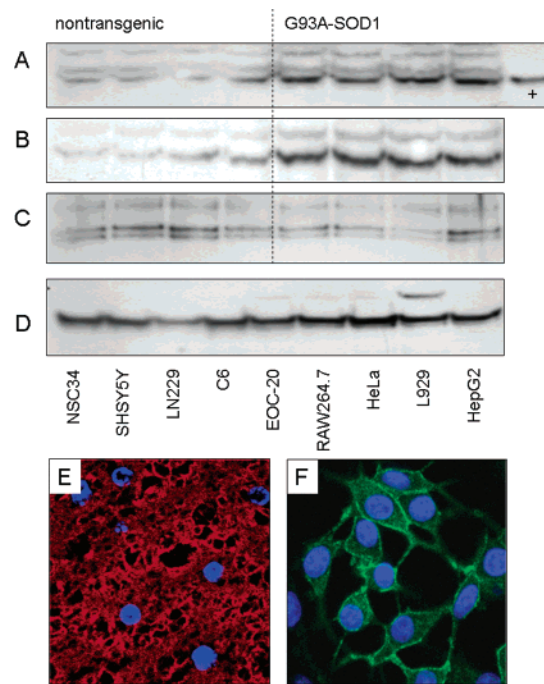 nontransgenic G93A-SOD1
A
+
B
C
D
NSC34 SHSY5Y LN229 C6 EOC-20 RAW264.7 HeLa L929 HepG2
E F